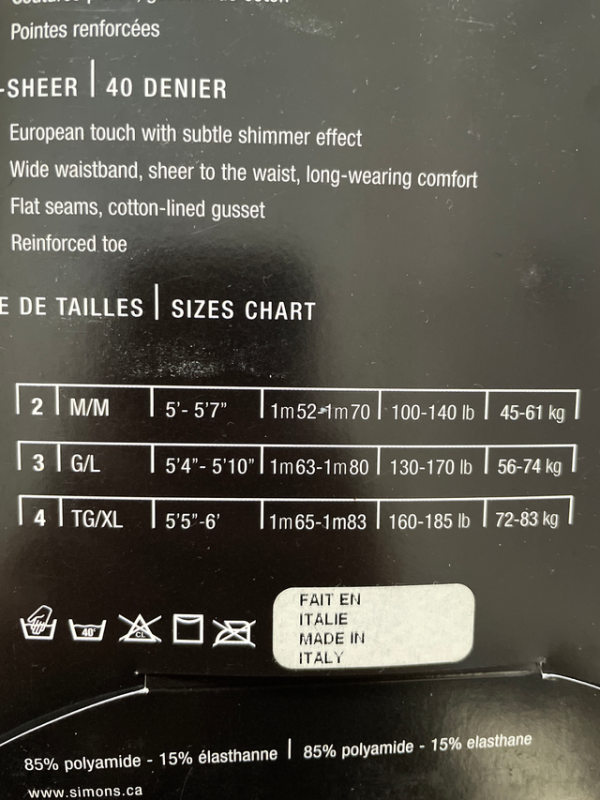 Pointes renforcées
-SHEER | 40 DENIER
European touch with subtle shimmer effect
Wide waistband, sheer to the waist, long-wearing comfort
Flat seams, cotton-lined gusset
Reinforced toe
E DE TAILLES | SIZES CHART
2 M/M 5'- 5'7" 1m52-1m70 100-140 lb 45-61 kg
3 G/L 5'4"- 5'10" 1m63-1m80 130-170 lb 56-74 kg
4 TG/XL 5'5"-6' 1m65-1m83 160-185 lb 72-83 kg
40° CL
FAIT EN
ITALIE
MADE IN
ITALY
85% polyamide - 15% élasthanne | 85% polyamide - 15% elasthane
www.simons.ca